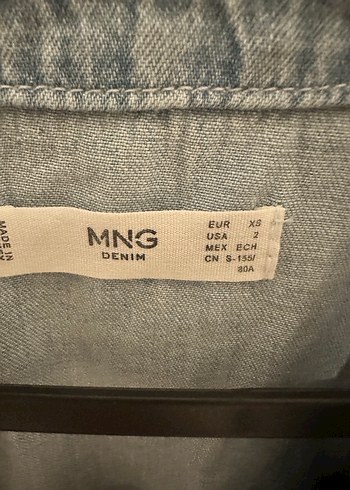 MADE IN
MNG
DENIM
EUR XS
USA 2
MEX ECH
CN S-155/
80A